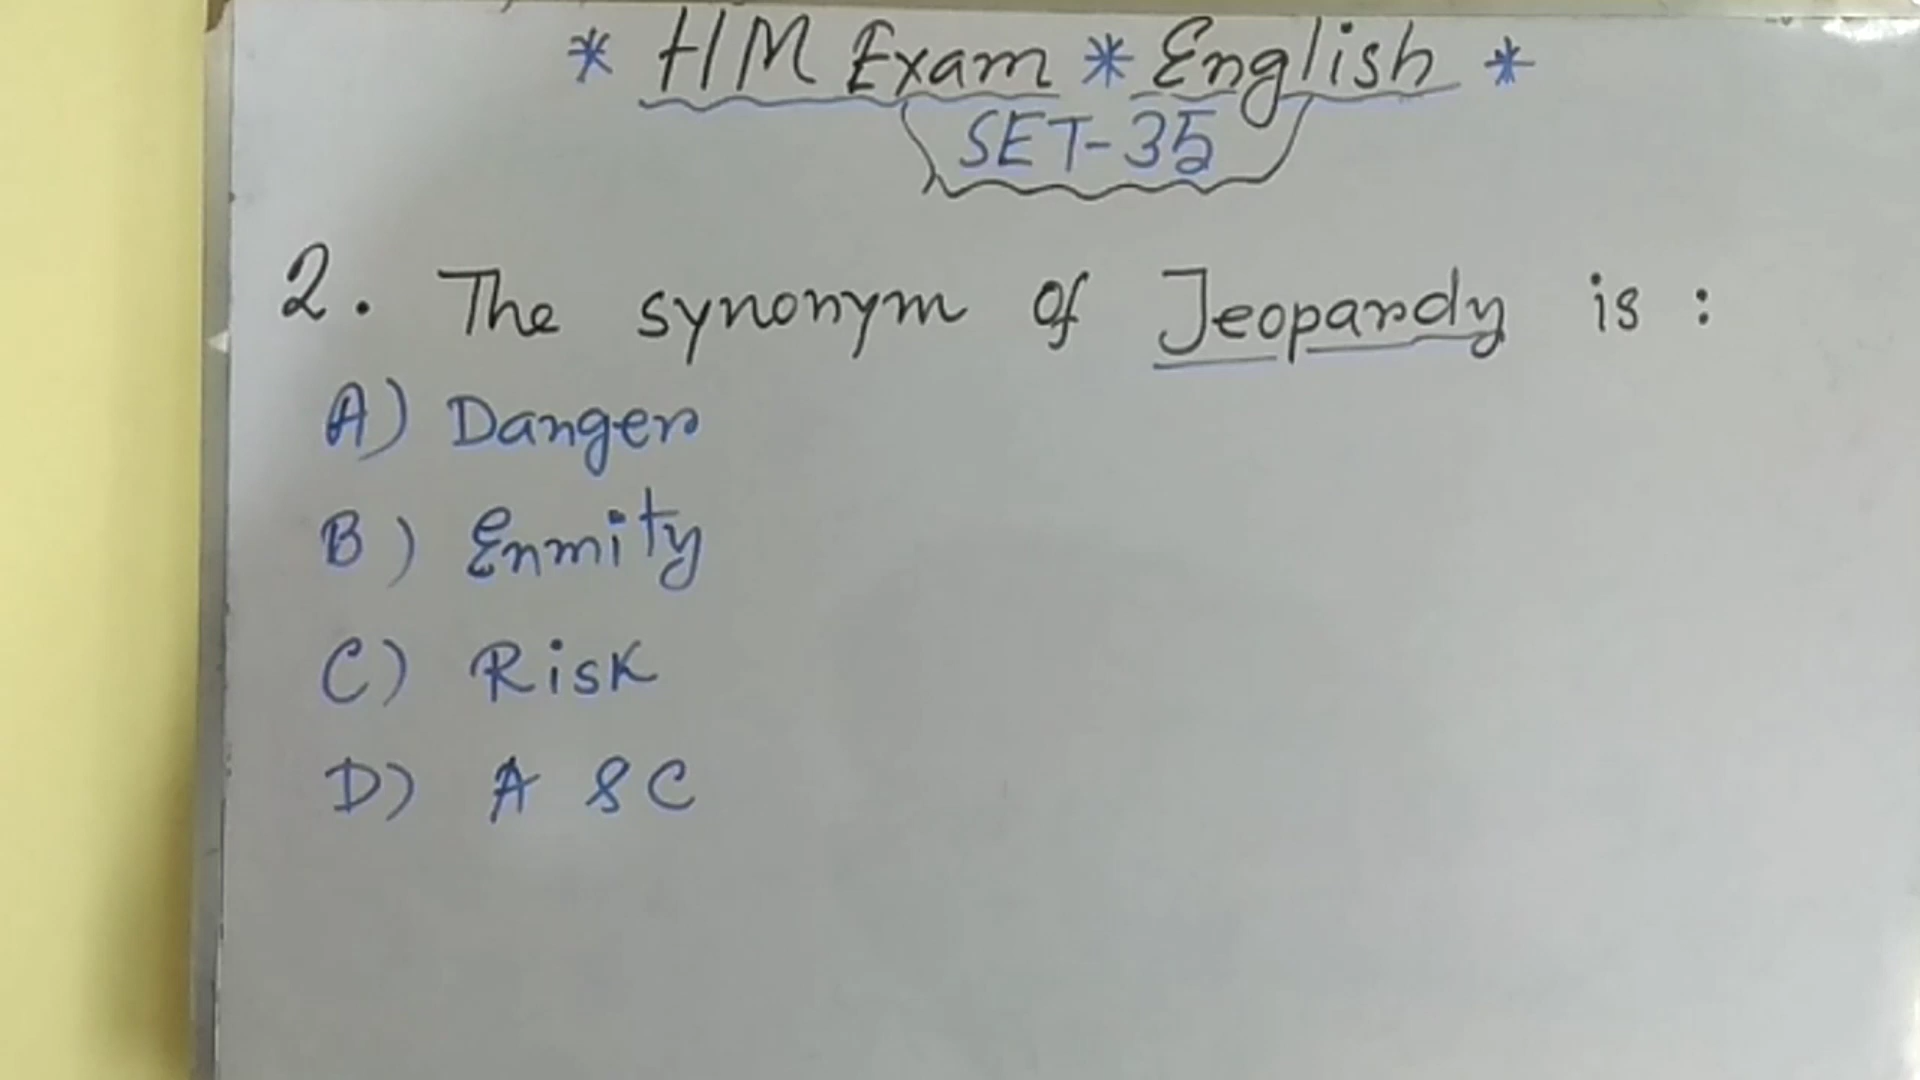 * HM Exam * English *
SET-35
2. The synonym of Jeopardy is :
A) Danger
B) Enmity
C) Risk
D) A & C